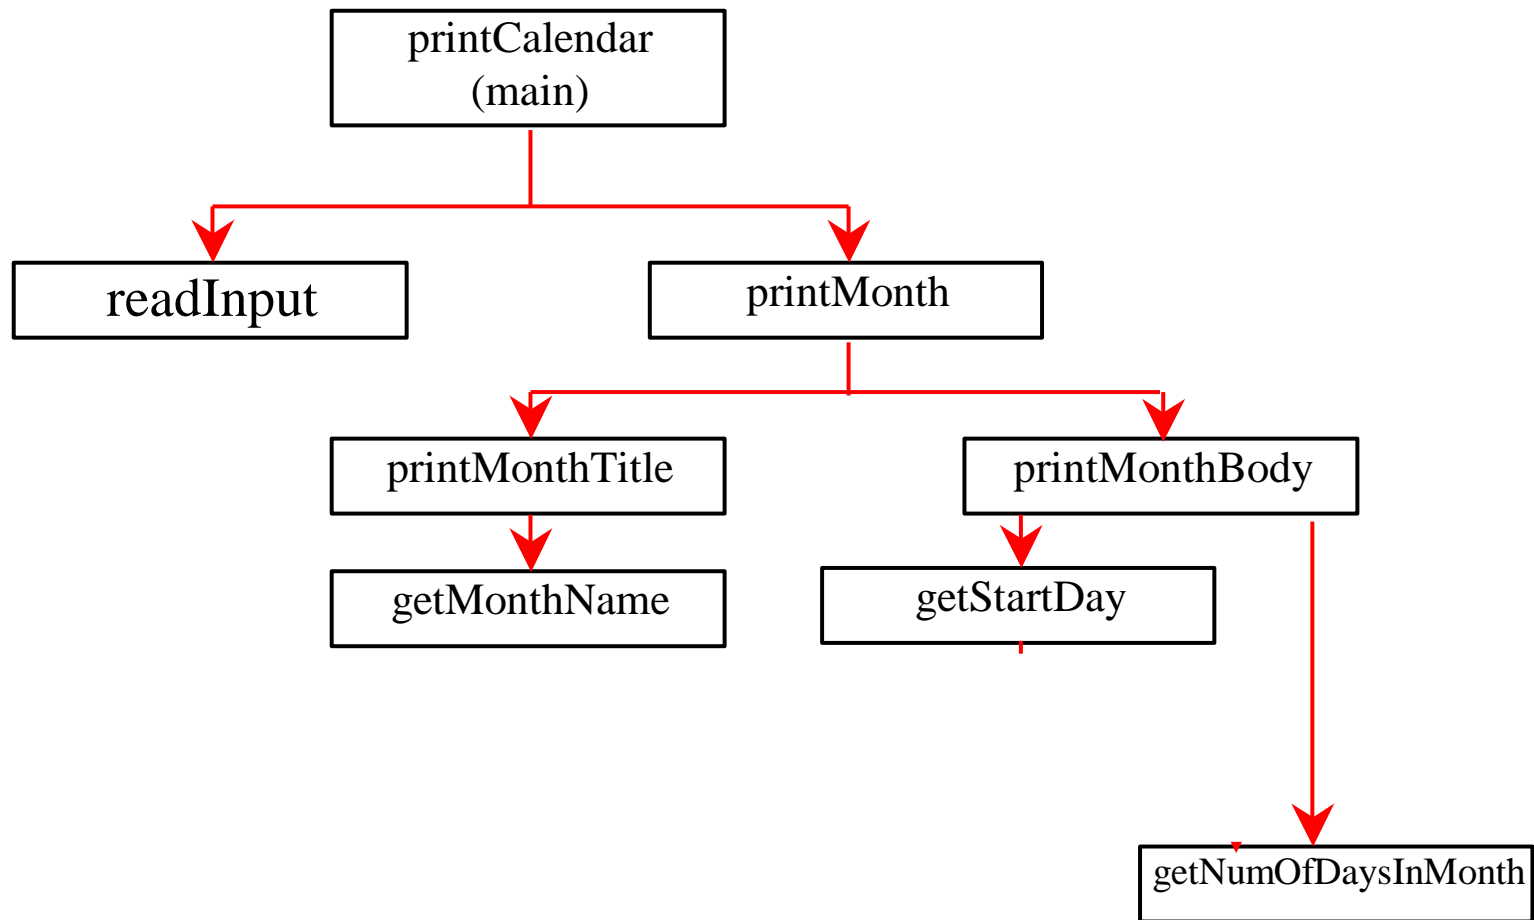 printCalendar
(main)
readInput
printMonth
printMonthTitle
printMonthBody
getMonthName
getStartDay
getNumOfDaysInMonth